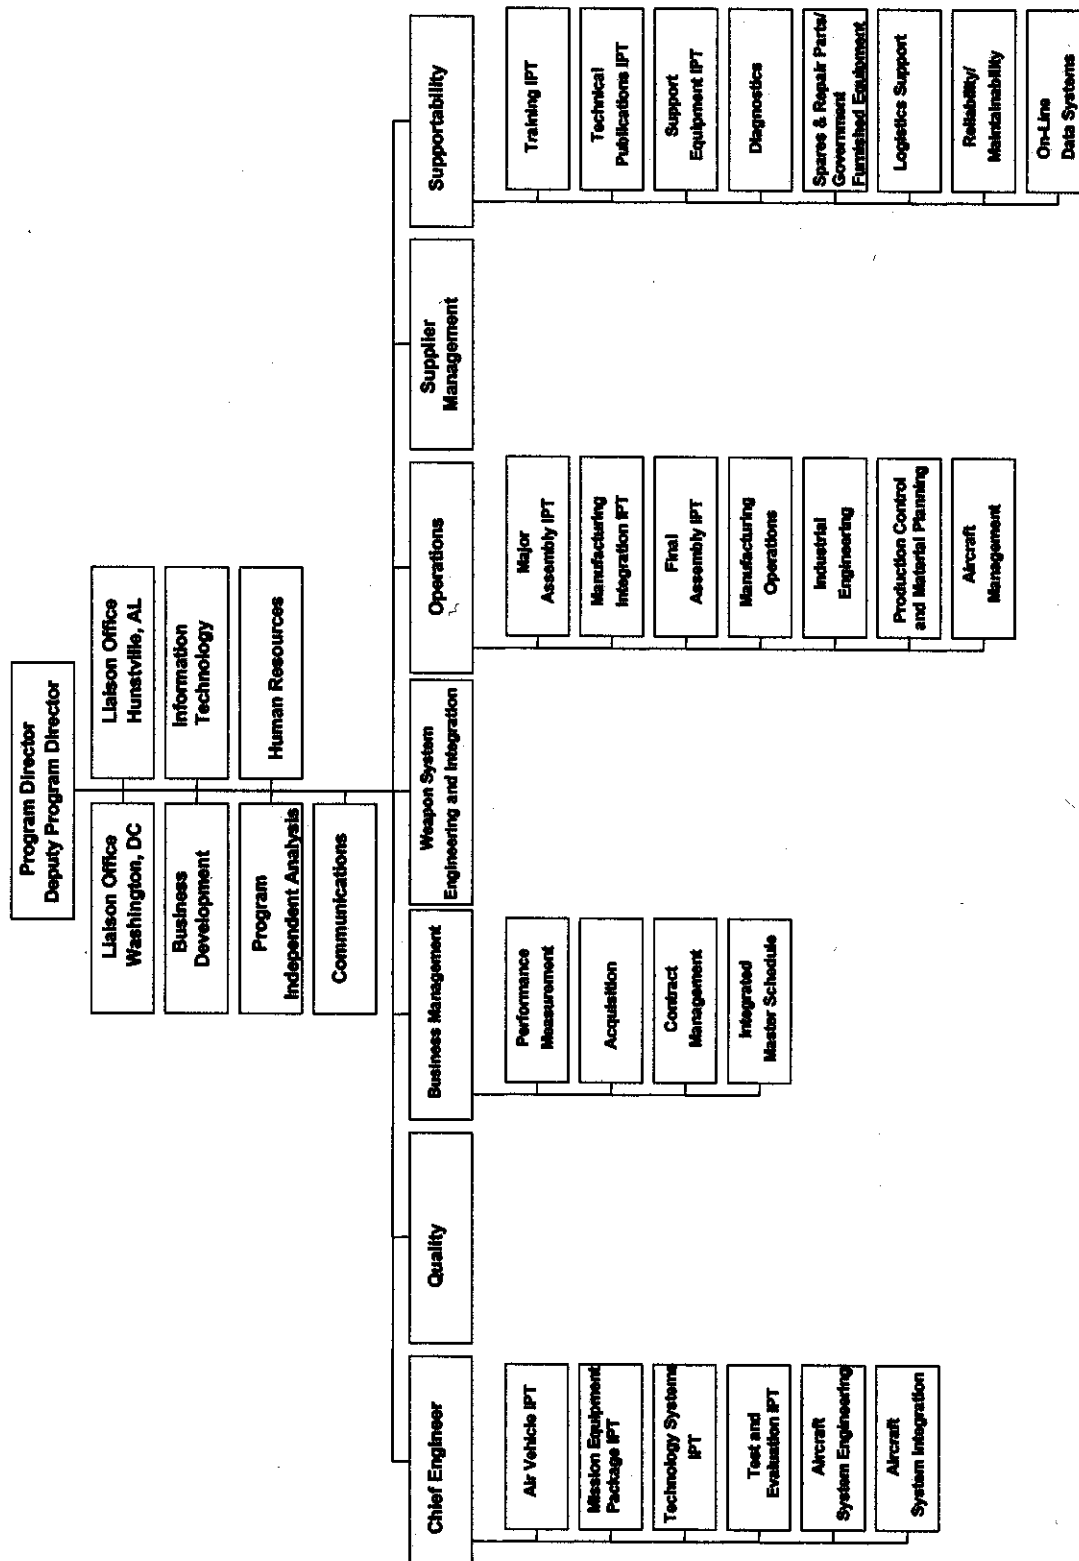 Program Director
Deputy Program Director
Liaison Office
Washington, DC
Liaison Office
Hunstville, AL
Business
Development
Information
Technology
Program
Independent Analysis
Human Resources
Communications
Chief Engineer
Quality
Business Management
Weapon System
Engineering and Integration
Operations
Supplier
Management
Supportability
Air Vehicle IPT
Mission Equipment
Package IPT
Technology Systems
IPT
Test and
Evaluation IPT
Aircraft
System Engineering
Aircraft
System Integration
Performance
Measurement
Acquisition
Contract
Management
Integrated
Master Schedule
Major
Assembly IPT
Manufacturing
Integration IPT
Final
Assembly IPT
Manufacturing
Operations
Industrial
Engineering
Production Control
and Material Planning
Aircraft
Management
Training IPT
Technical
Publications IPT
Support
Equipment IPT
Diagnostics
Spares & Repair Parts/
Government
Furnished Equipment
Logistics Support
Reliability/
Maintainability
On-Line
Data Systems